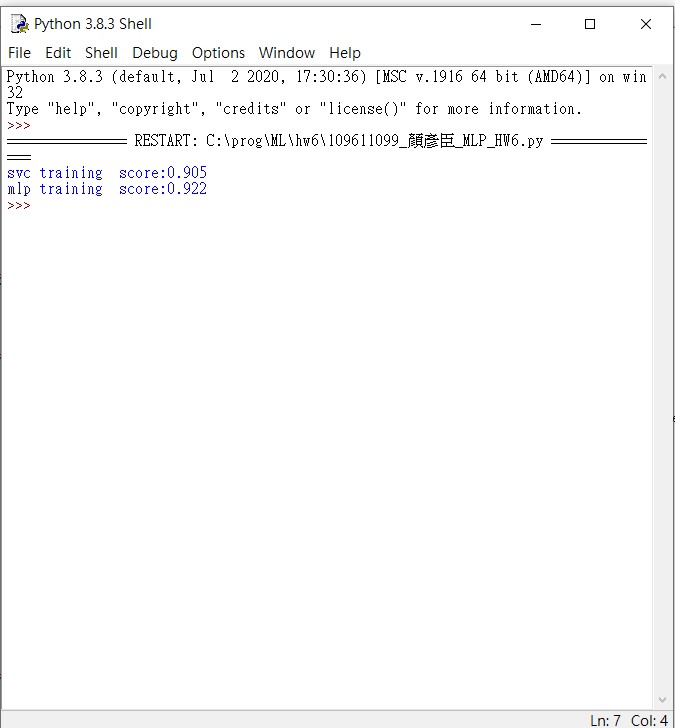 Python 3.8.3 Shell
File Edit Shell Debug Options Window Help
Python 3.8.3 (default, Jul  2 2020, 17:30:36) [MSC v.1916 64 bit (AMD64)] on win
32
Type "help", "copyright", "credits" or "license()" for more information.
>>>
=============== RESTART: C:\prog\ML\hw6\109611099_顏彥臣_MLP_HW6.py ============
===
svc training  score:0.905
mlp training  score:0.922
>>>
Ln: 7 Col: 4